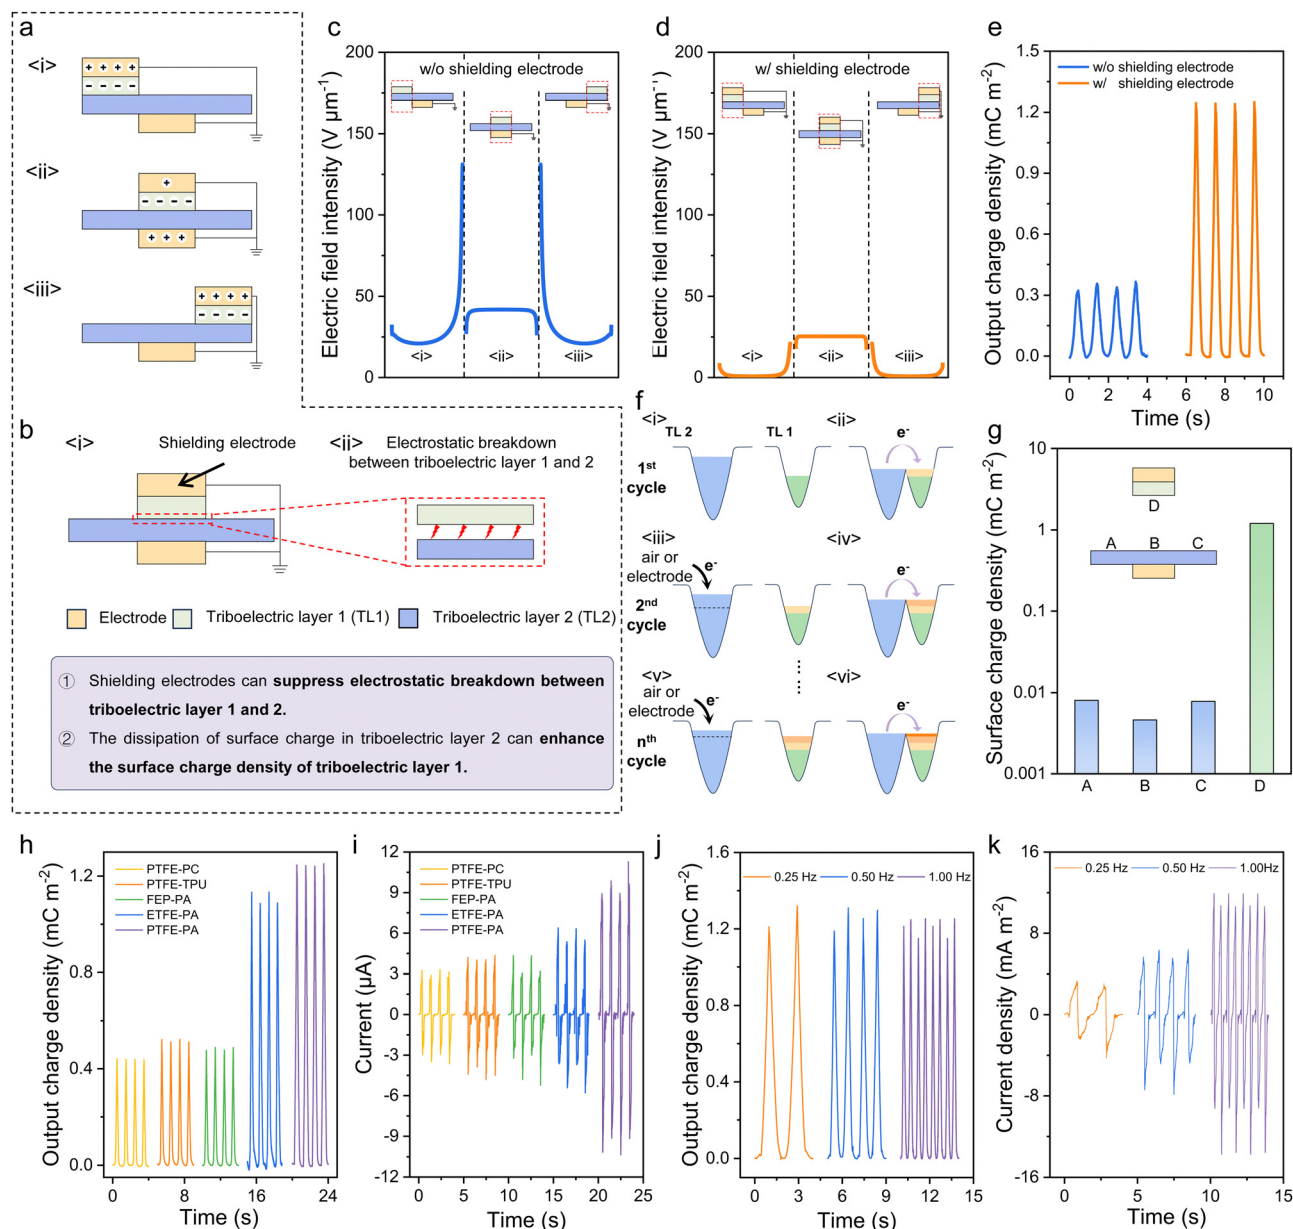 a
<i>
<ii>
<iii>
b
<i>
Shielding electrode
<ii>
Electrostatic breakdown
between triboelectric layer 1 and 2
Electrode
Triboelectric layer 1 (TL1)
Triboelectric layer 2 (TL2)
① Shielding electrodes can suppress electrostatic breakdown between
triboelectric layer 1 and 2.
② The dissipation of surface charge in triboelectric layer 2 can enhance
the surface charge density of triboelectric layer 1.
c
Electric field intensity (V μm⁻¹)
200
150
100
50
0
w/o shielding electrode
<i>
<ii>
<iii>
d
Electric field intensity (V μm⁻¹)
200
150
100
50
0
w/ shielding electrode
<i>
<ii>
<iii>
e
Output charge density (mC m⁻²)
1.5
1.2
0.9
0.6
0.3
0.0
w/o shielding electrode
w/ shielding electrode
0 2 4 6 8 10
Time (s)
f
<i>
TL 2
TL 1
<ii>
e⁻
1st
cycle
<iii>
air or
electrode
e⁻
<iv>
e⁻
2nd
cycle
<v>
air or
electrode
e⁻
<vi>
e⁻
nth
cycle
g
Surface charge density (mC m⁻²)
10
1
0.1
0.01
0.001
D
A B C
A B C D
h
Output charge density (mC m⁻²)
1.2
0.8
0.4
0.0
PTFE-PC
PTFE-TPU
FEP-PA
ETFE-PA
PTFE-PA
0 8 16 24
Time (s)
i
Current (μA)
12
9
6
3
0
-3
-6
-9
-12
PTFE-PC
PTFE-TPU
FEP-PA
ETFE-PA
PTFE-PA
0 5 10 15 20 25
Time (s)
j
Output charge density (mC m⁻²)
1.6
1.2
0.8
0.4
0.0
0.25 Hz 0.50 Hz 1.00 Hz
0 3 6 9 12 15
Time (s)
k
Current density (mA m⁻²)
16
8
0
-8
-16
0.25 Hz 0.50 Hz 1.00Hz
0 5 10 15
Time (s)